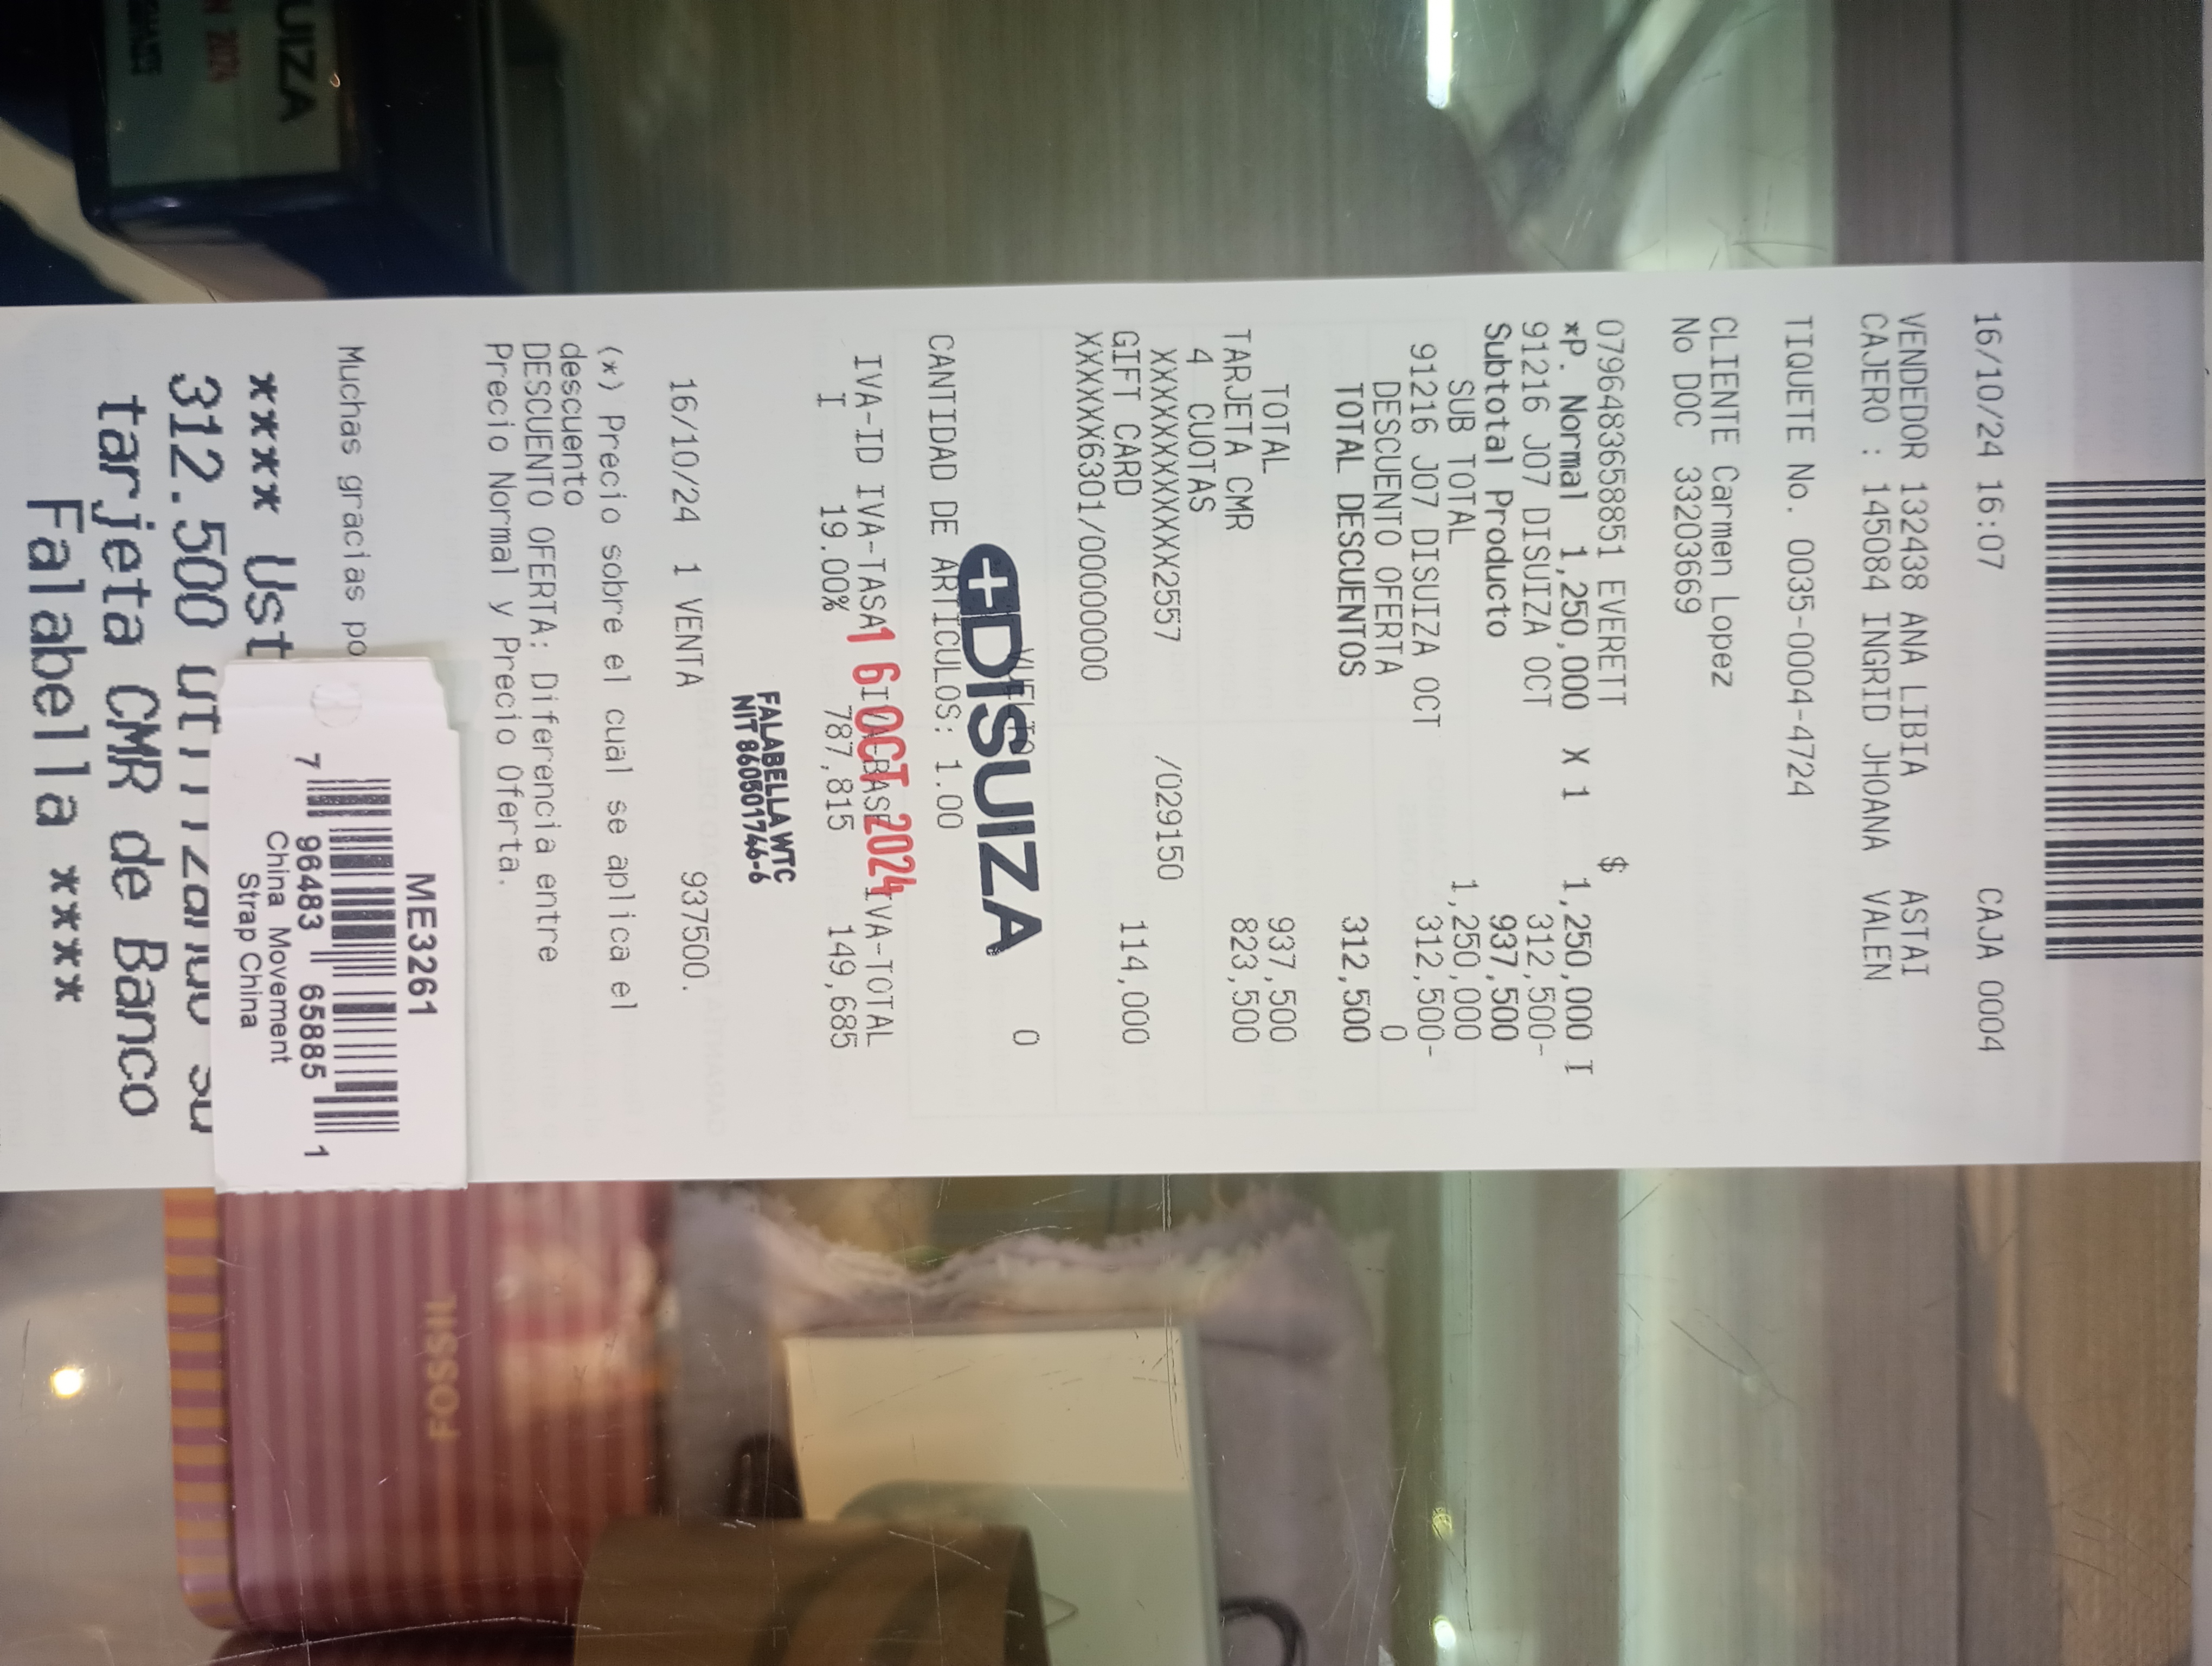 16/10/24 16:07 CAJA 0004
VENDEDOR 132438 ANA LIBIA ASTAI
CAJERO : 145084 INGRID JHOANA VALEN
TIQUETE No. 0035-0004-4724
CLIENTE Carmen Lopez
No DOC 33203669
0796483658851 EVERETT $
*P. Normal 1,250,000 X 1 1,250,000 I
91216 J07 DISUIZA OCT 312,500-
Subtotal Producto 937,500
SUB TOTAL 1,250,000
91216 J07 DISUIZA OCT 312,500-
DESCUENTO OFERTA 0
TOTAL DESCUENTOS 312,500
TOTAL 937,500
TARJETA CMR 823,500
4 CUOTAS
XXXXXXXXXXXX2557 /029150
GIFT CARD 114,000
XXXXXX6301/00000000
VUELTO 0
DISUIZA
CANTIDAD DE ARTICULOS: 1.00
16 OCT 2024
IVA-ID IVA-TASA IVA-BASE IVA-TOTAL
I 19.00% 787,815 149,685
FALABELLA WTC
NIT 860501746-6
16/10/24 1 VENTA 937500.
(*) Precio sobre el cual se aplica el
descuento
DESCUENTO OFERTA: Diferencia entre
Precio Normal y Precio Oferta.
Muchas gracias
**** 
312.500
tarjeta CMR de Banco
Falabella ****
ME3261
7 96483 65885 1
China Movement
Strap China
FOSSIL
UIZA
2024